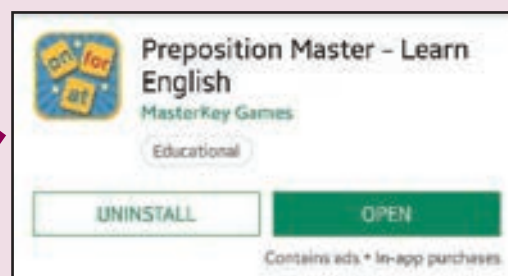 on for
at
Preposition Master – Learn
English
MasterKey Games
Educational
UNINSTALL
OPEN
Contains ads • In-app purchases